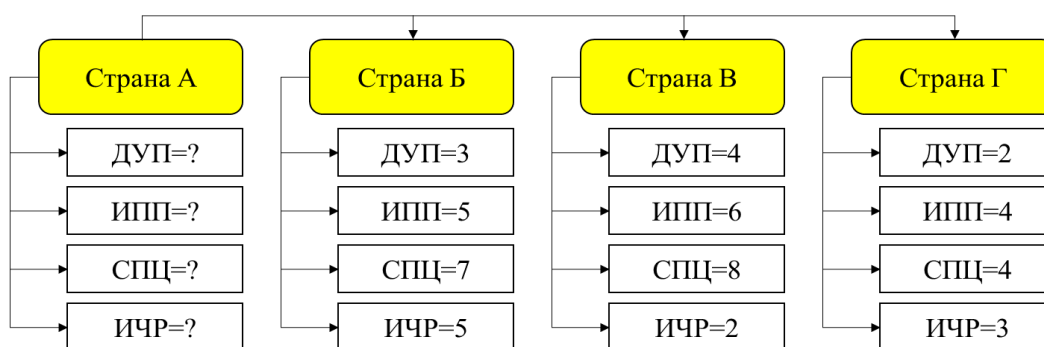 Страна А
ДУП=?
ИПП=?
СПЦ=?
ИЧР=?
Страна Б
ДУП=3
ИПП=5
СПЦ=7
ИЧР=5
Страна В
ДУП=4
ИПП=6
СПЦ=8
ИЧР=2
Страна Г
ДУП=2
ИПП=4
СПЦ=4
ИЧР=3